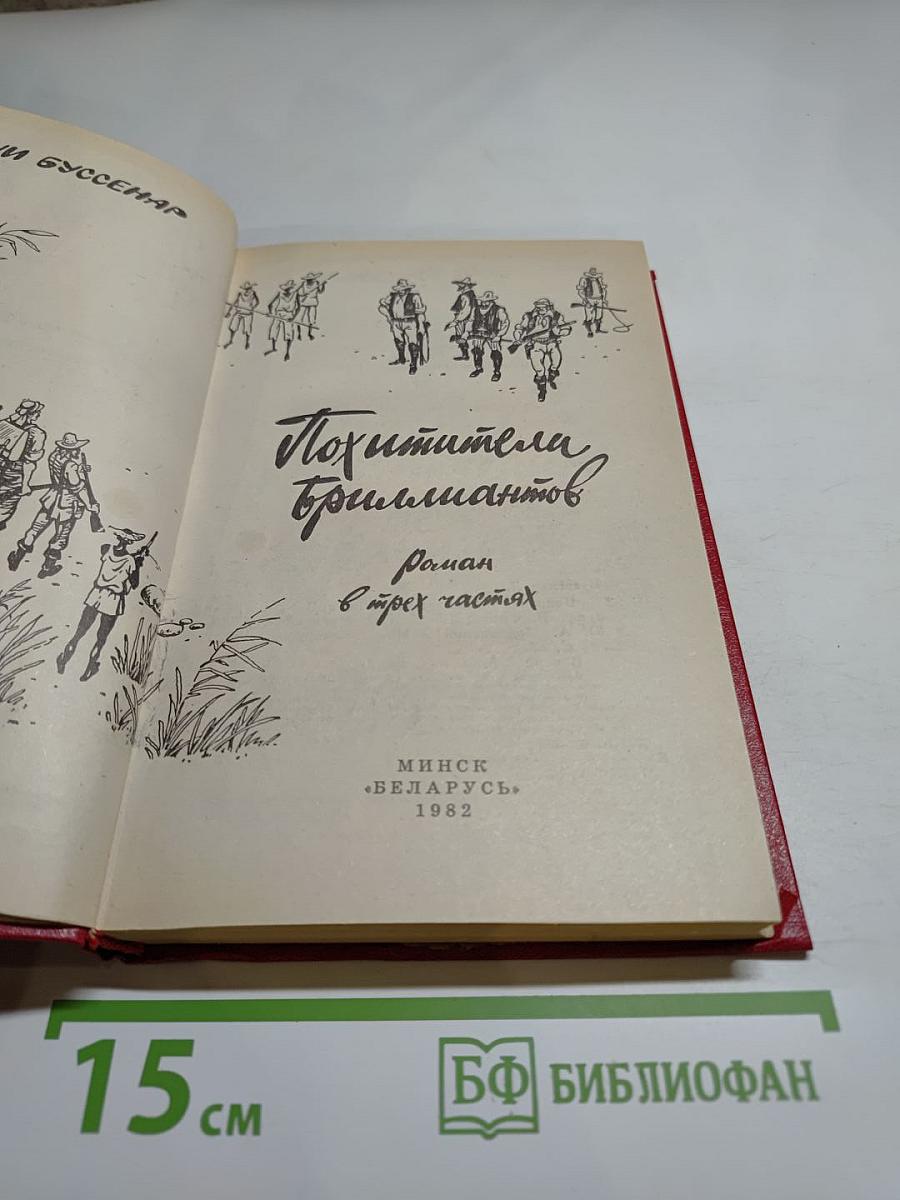 БУССЕНАР
Похитители
бриллиантов
Роман
в трех частях
МИНСК
«БЕЛАРУСЬ»
1982
15 см
БФ БИБЛИОФАН